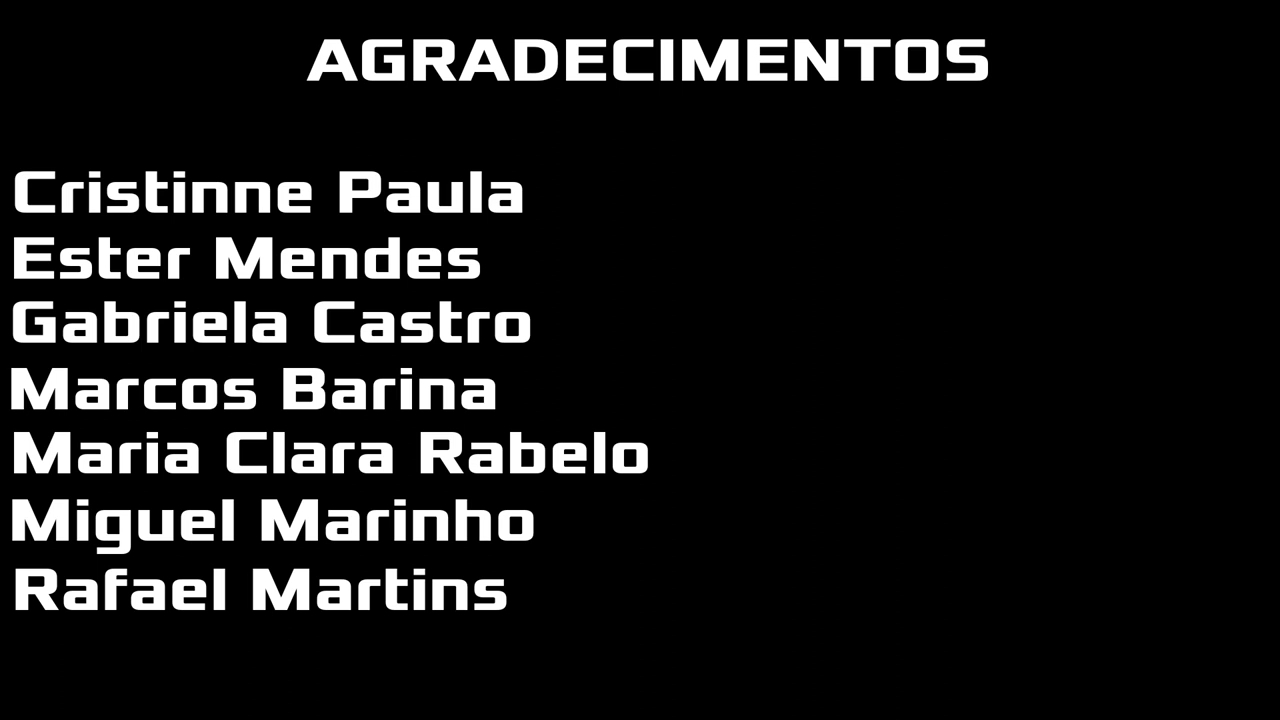 AGRADECIMENTOS
Cristinne Paula
Ester Mendes
Gabriela Castro
Marcos Barina
Maria Clara Rabelo
Miguel Marinho
Rafael Martins